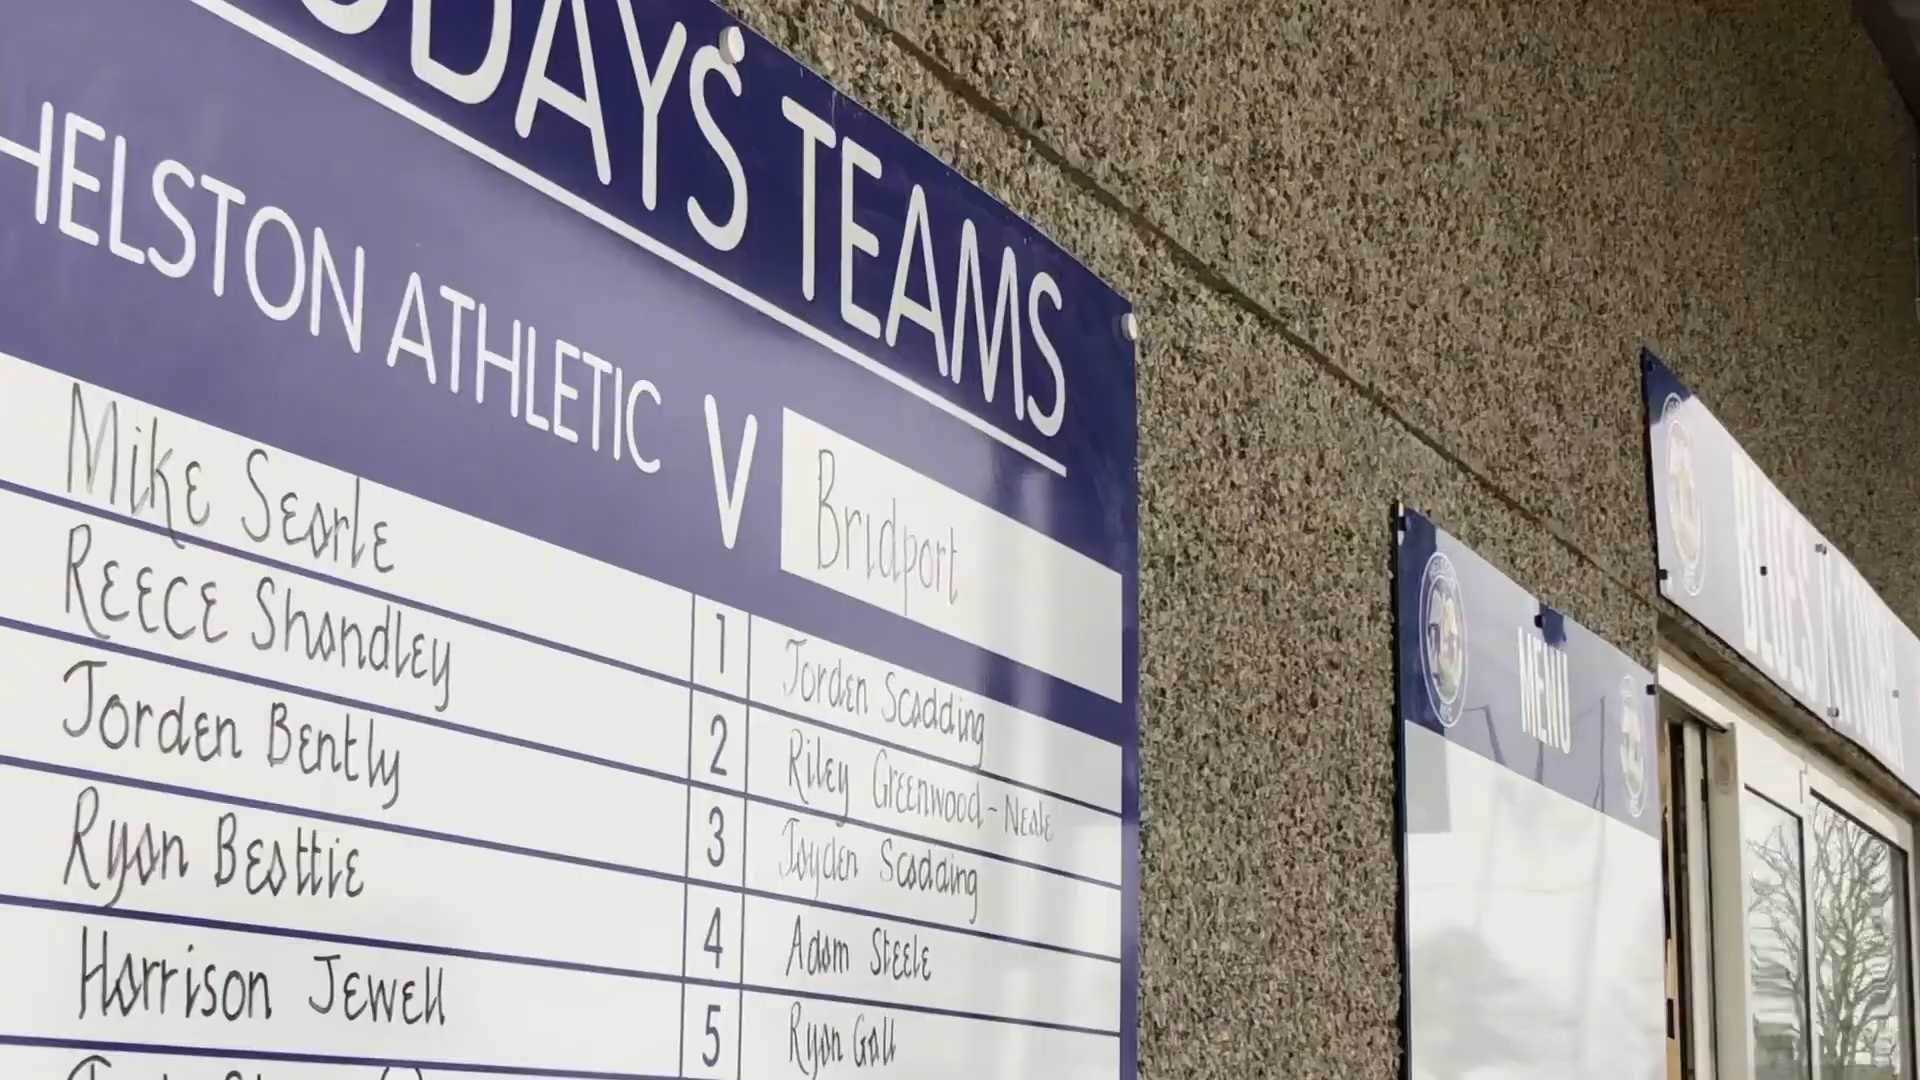 TODAYS TEAMS
HELSTON ATHLETIC V Bridport
Mike Searle 1 Jorden Scadding
REECE Shandley 2 Riley Greenwood-Neale
Jorden Bently 3 Jayden Scadding
Ryan Beattie 4 Adam Steele
Harrison Jewell 5 Ryan Gall
MENU